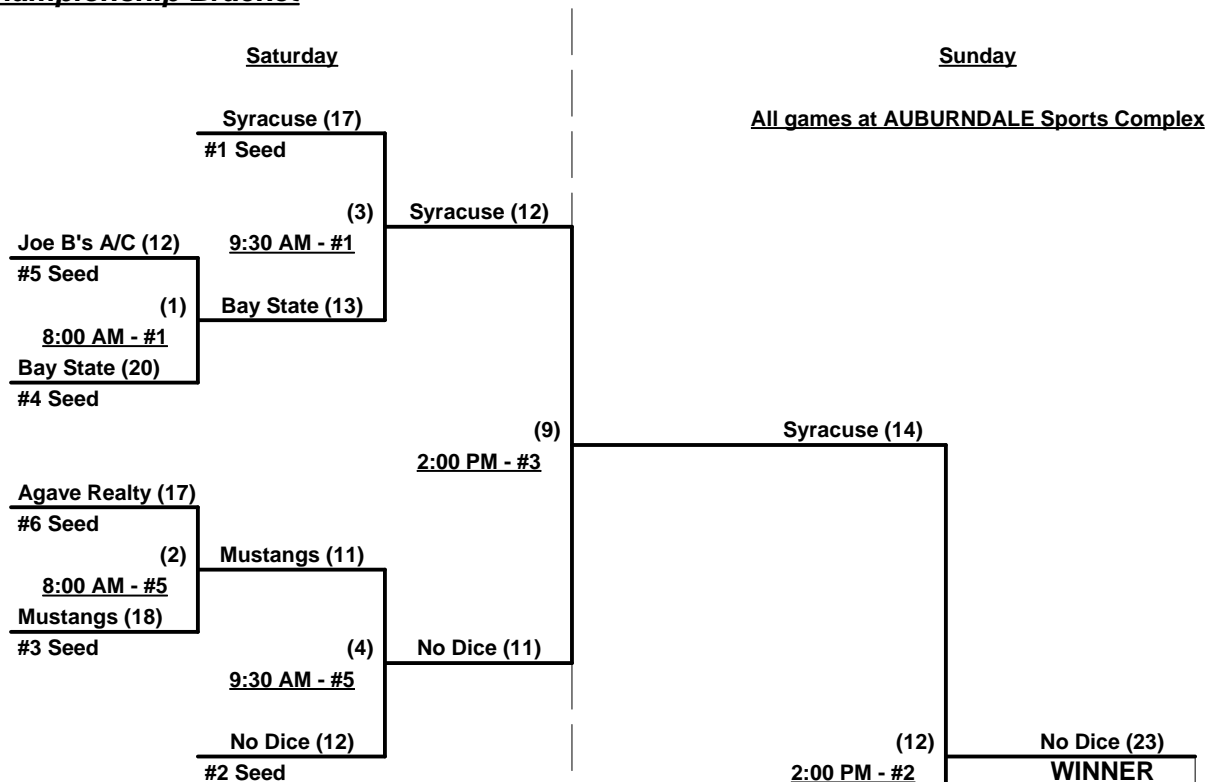 Championship Bracket
Saturday
Sunday
Syracuse (17)
All games at AUBURNDALE Sports Complex
#1 Seed
(3)
Syracuse (12)
Joe B's A/C (12)
9:30 AM - #1
#5 Seed
(1)
Bay State (13)
8:00 AM - #1
Bay State (20)
#4 Seed
(9)
Syracuse (14)
2:00 PM - #3
Agave Realty (17)
#6 Seed
(2)
Mustangs (11)
8:00 AM - #5
Mustangs (18)
#3 Seed
(4)
No Dice (11)
9:30 AM - #5
No Dice (12)
(12)
No Dice (23)
#2 Seed
2:00 PM - #2
WINNER